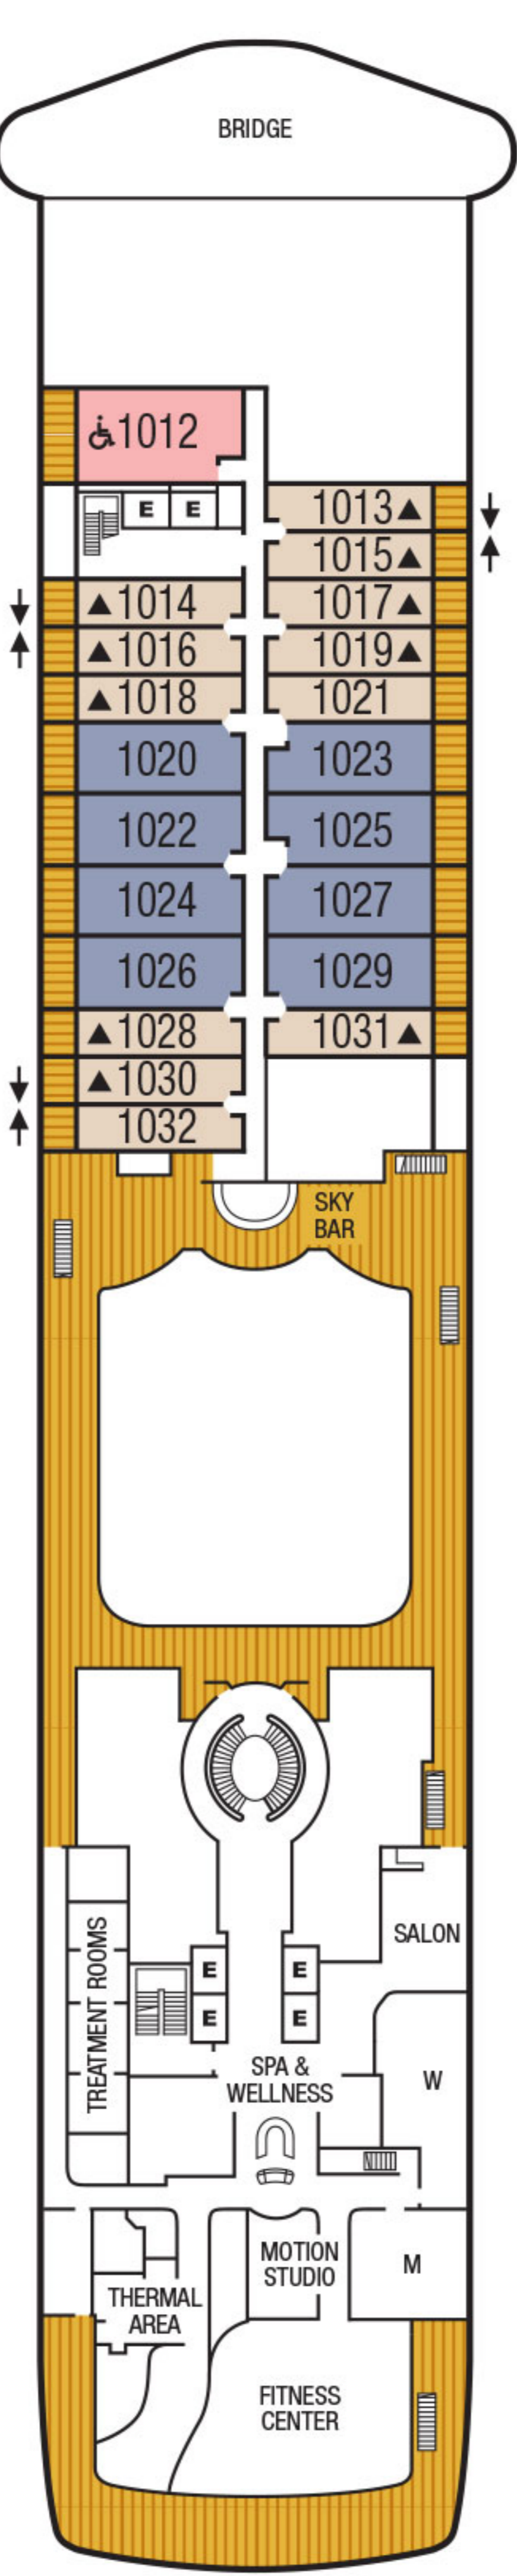 BRIDGE
1012
E E
1013▲
1015▲
▲1014
1017▲
▲1016
1019▲
▲1018
1021
1020
1023
1022
1025
1024
1027
1026
1029
▲1028
1031▲
▲1030
1032
SKY
BAR
SALON
TREATMENT ROOMS
E E
E E
SPA &
WELLNESS
W
MOTION
STUDIO
M
THERMAL
AREA
FITNESS
CENTER